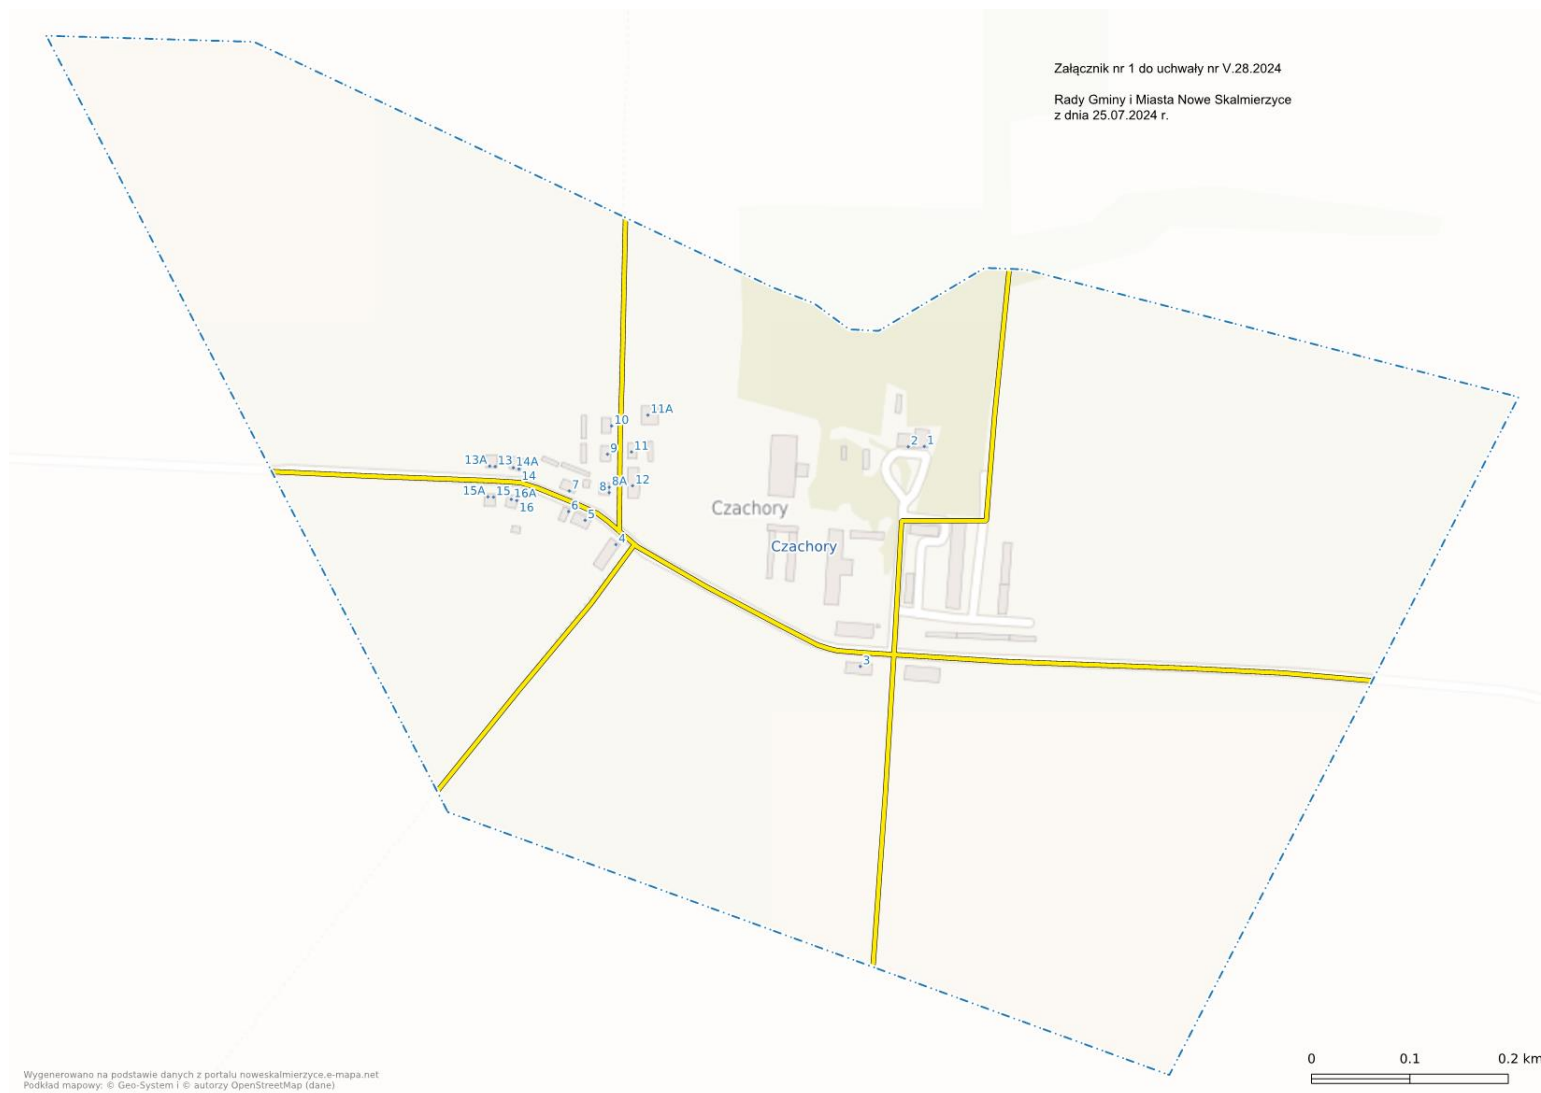 Załącznik nr 1 do uchwały nr V.28.2024
Rady Gminy i Miasta Nowe Skalmierzyce
z dnia 25.07.2024 r.
11A
10
2 1
9 11
13A 13 14A
14
12
8 8A
7
15A 15 16A
16
6
5
Czachory
4
Czachory
3
0 0.1 0.2 km
Wygenerowano na podstawie danych z portalu noweskalmierzyce.e-mapa.net
Podkład mapowy: © Geo-System i © autorzy OpenStreetMap (dane)